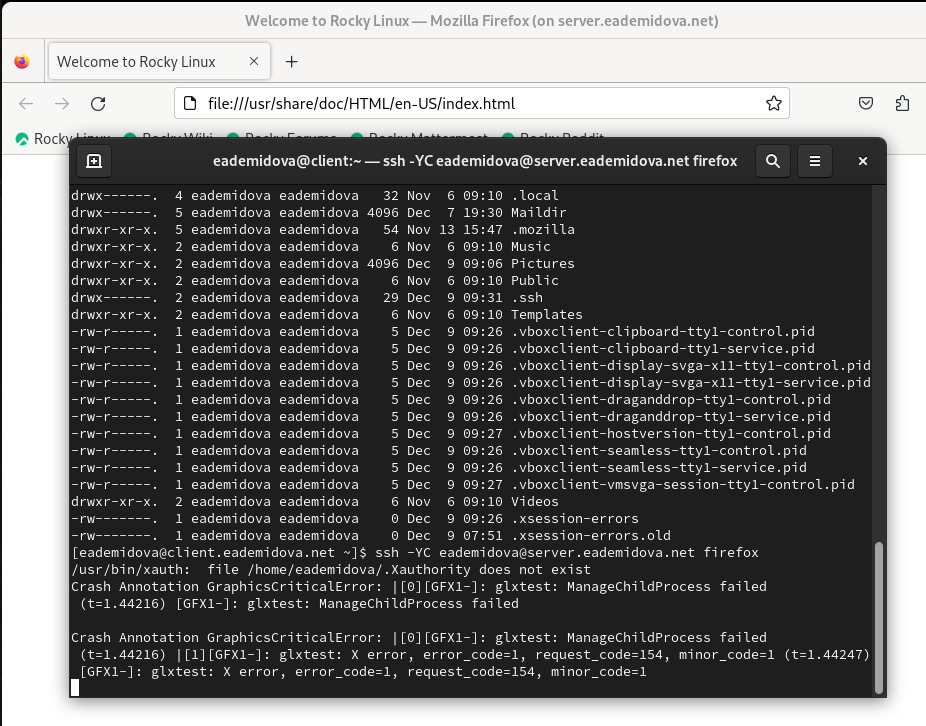 Welcome to Rocky Linux — Mozilla Firefox (on server.eademidova.net)
Welcome to Rocky Linux
file:///usr/share/doc/HTML/en-US/index.html
Rocky Linux Rocky Wiki Rocky Forums Rocky Mattermost Rocky Reddit
eademidova@client:~ — ssh -YC eademidova@server.eademidova.net firefox
drwx------. 4 eademidova eademidova 32 Nov 6 09:10 .local
drwx------. 5 eademidova eademidova 4096 Dec 7 19:30 Maildir
drwxr-xr-x. 5 eademidova eademidova 54 Nov 13 15:47 .mozilla
drwxr-xr-x. 2 eademidova eademidova 6 Nov 6 09:10 Music
drwxr-xr-x. 2 eademidova eademidova 4096 Dec 9 09:06 Pictures
drwxr-xr-x. 2 eademidova eademidova 6 Nov 6 09:10 Public
drwx------. 2 eademidova eademidova 29 Dec 9 09:31 .ssh
drwxr-xr-x. 2 eademidova eademidova 6 Nov 6 09:10 Templates
-rw-r-----. 1 eademidova eademidova 5 Dec 9 09:26 .vboxclient-clipboard-tty1-control.pid
-rw-r-----. 1 eademidova eademidova 5 Dec 9 09:26 .vboxclient-clipboard-tty1-service.pid
-rw-r-----. 1 eademidova eademidova 5 Dec 9 09:26 .vboxclient-display-svga-x11-tty1-control.pid
-rw-r-----. 1 eademidova eademidova 5 Dec 9 09:26 .vboxclient-display-svga-x11-tty1-service.pid
-rw-r-----. 1 eademidova eademidova 5 Dec 9 09:26 .vboxclient-draganddrop-tty1-control.pid
-rw-r-----. 1 eademidova eademidova 5 Dec 9 09:26 .vboxclient-draganddrop-tty1-service.pid
-rw-r-----. 1 eademidova eademidova 5 Dec 9 09:27 .vboxclient-hostversion-tty1-control.pid
-rw-r-----. 1 eademidova eademidova 5 Dec 9 09:26 .vboxclient-seamless-tty1-control.pid
-rw-r-----. 1 eademidova eademidova 5 Dec 9 09:26 .vboxclient-seamless-tty1-service.pid
-rw-r-----. 1 eademidova eademidova 5 Dec 9 09:27 .vboxclient-vmsvga-session-tty1-control.pid
drwxr-xr-x. 2 eademidova eademidova 6 Nov 6 09:10 Videos
-rw-------. 1 eademidova eademidova 0 Dec 9 09:26 .xsession-errors
-rw-------. 1 eademidova eademidova 0 Dec 9 07:51 .xsession-errors.old
[eademidova@client.eademidova.net ~]$ ssh -YC eademidova@server.eademidova.net firefox
/usr/bin/xauth: file /home/eademidova/.Xauthority does not exist
Crash Annotation GraphicsCriticalError: |[0][GFX1-]: glxtest: ManageChildProcess failed
(t=1.44216) [GFX1-]: glxtest: ManageChildProcess failed
Crash Annotation GraphicsCriticalError: |[0][GFX1-]: glxtest: ManageChildProcess failed
(t=1.44216) |[1][GFX1-]: glxtest: X error, error_code=1, request_code=154, minor_code=1 (t=1.44247)
[GFX1-]: glxtest: X error, error_code=1, request_code=154, minor_code=1